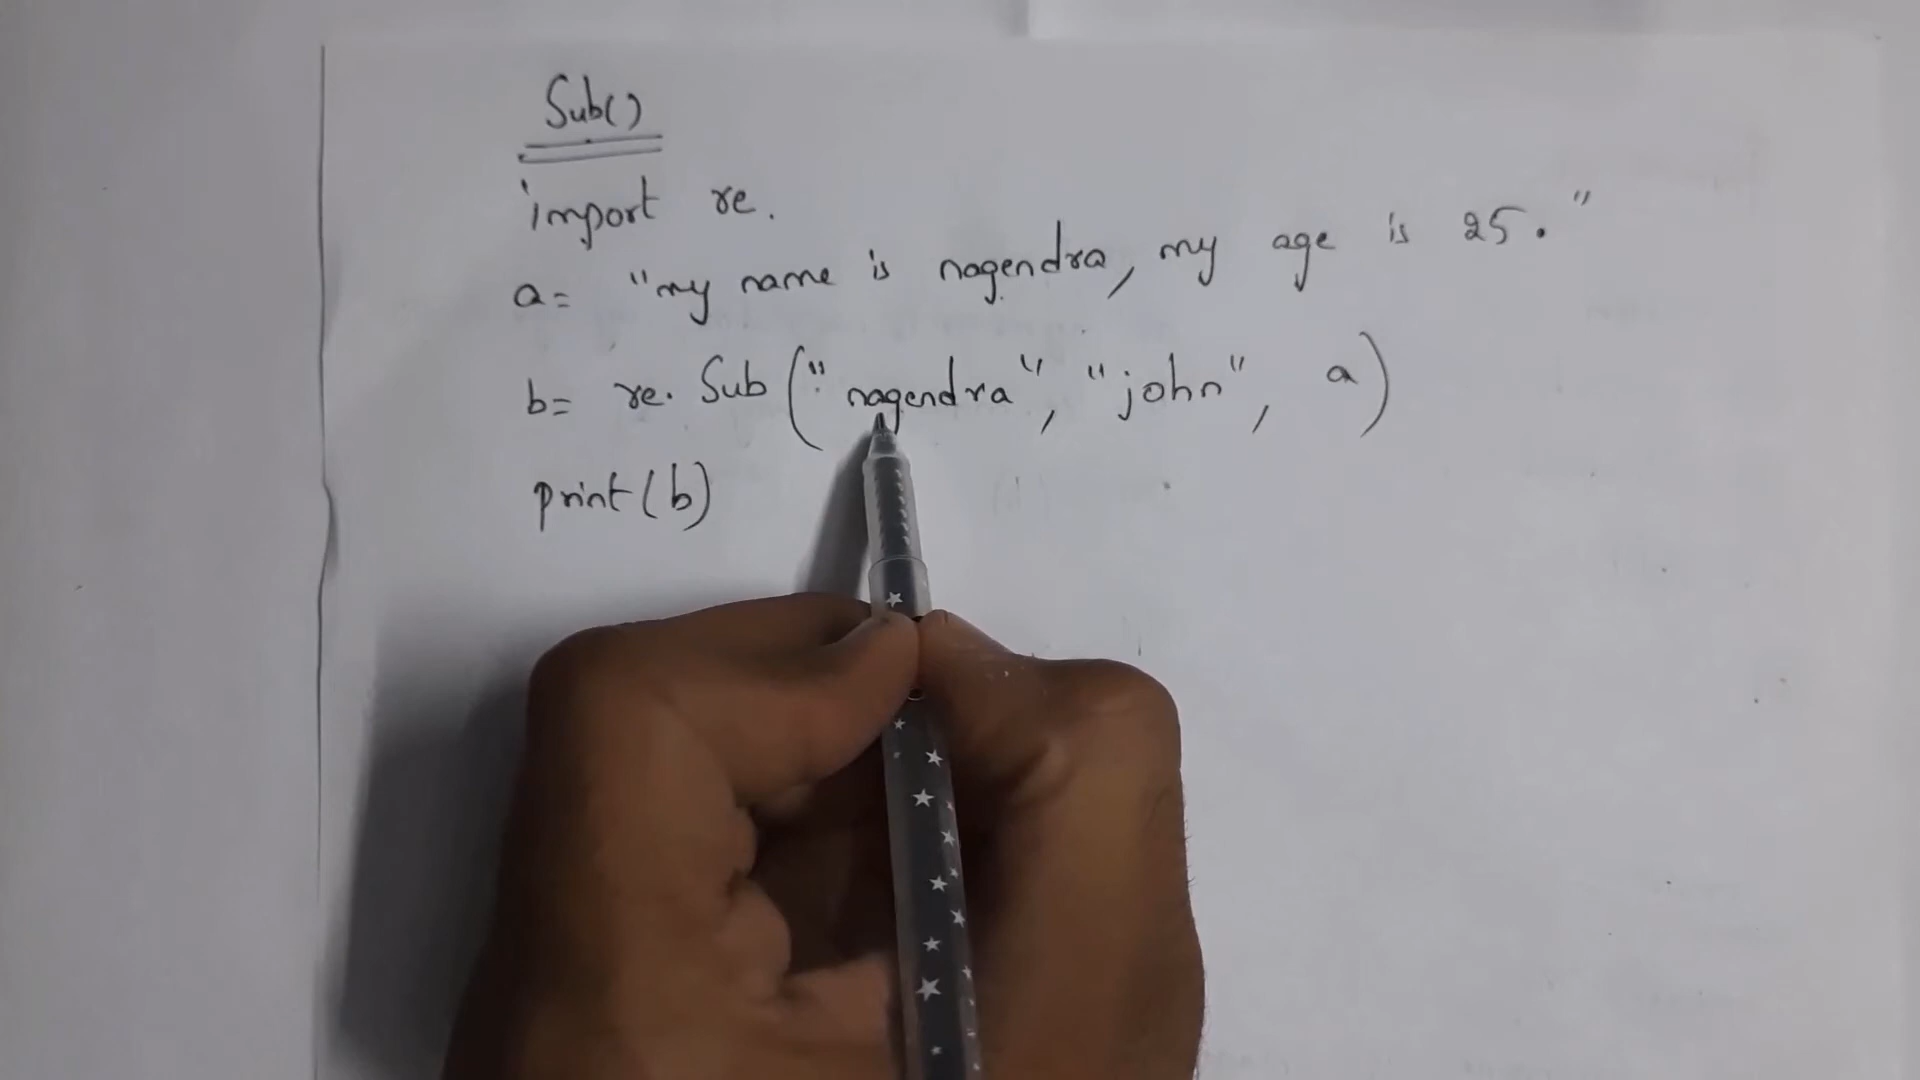 Sub()
import re.
a= "my name is nagendra, my age is 25."
b= re. Sub ("nagendra", "john", a)
print(b)